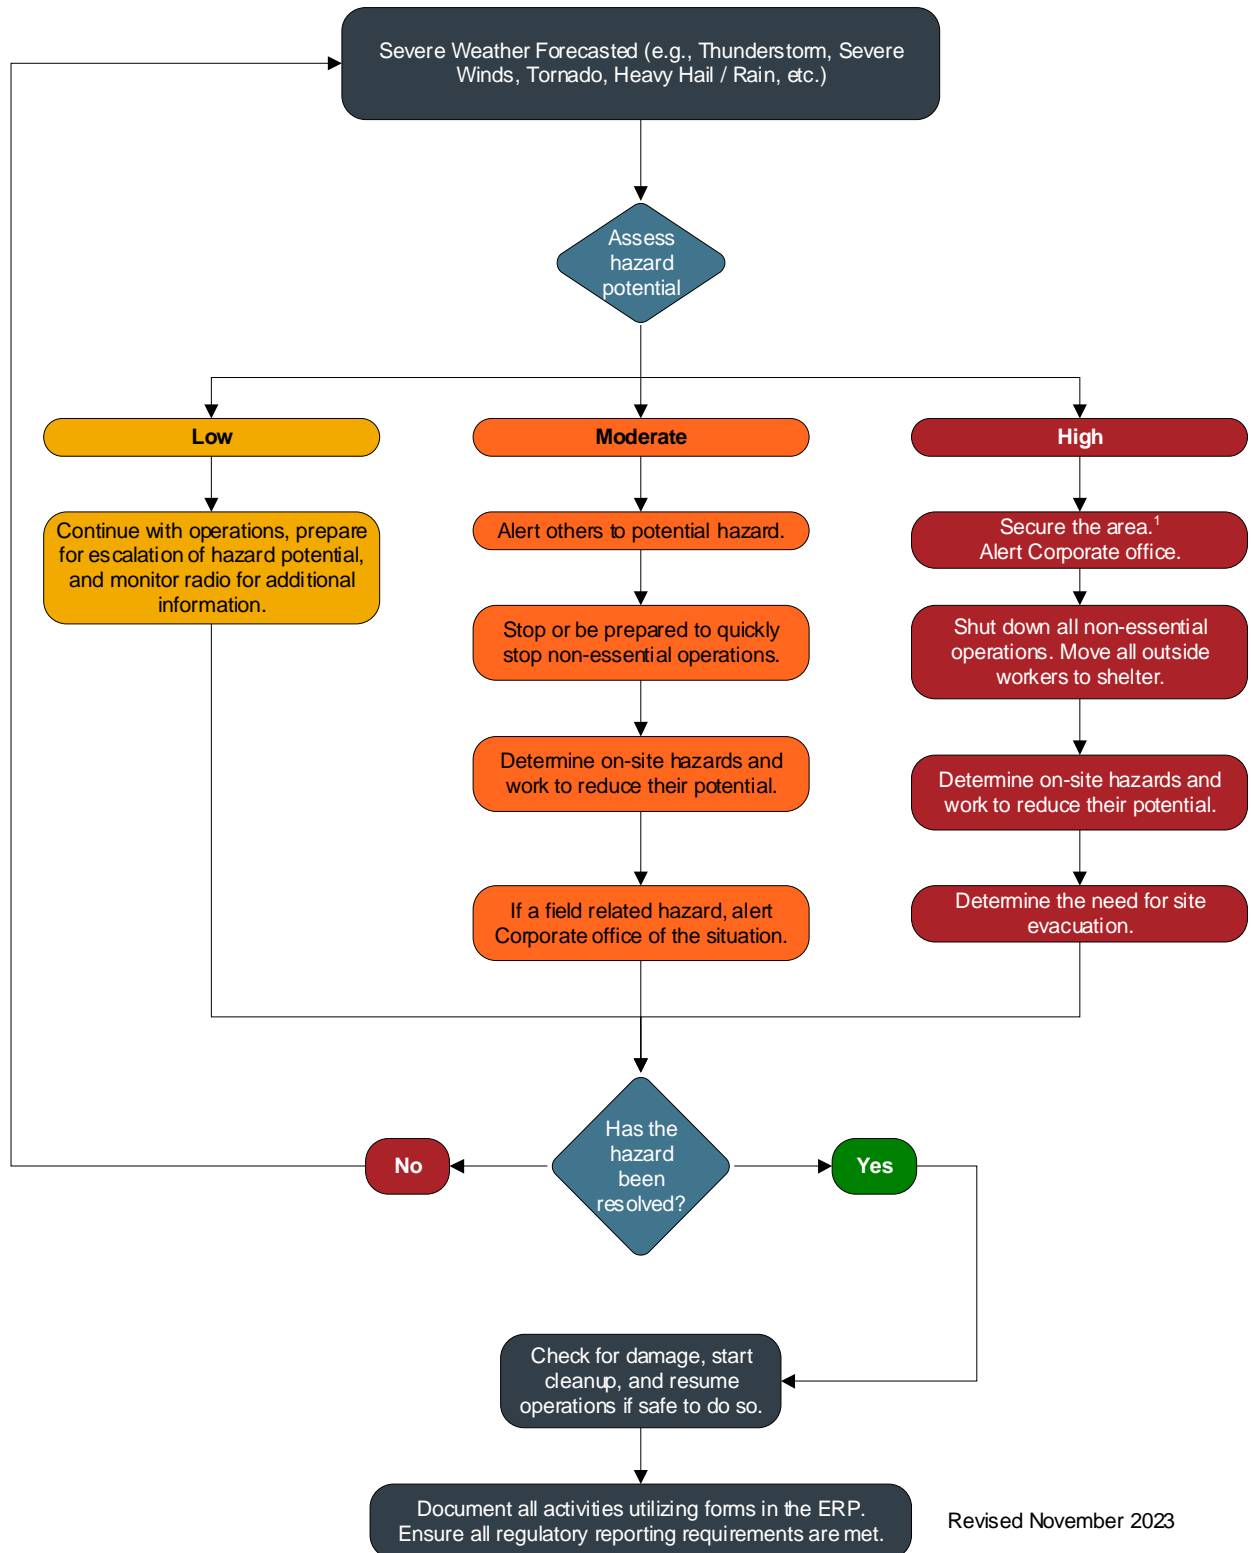 Severe Weather Forecasted (e.g., Thunderstorm, Severe
Winds, Tornado, Heavy Hail / Rain, etc.)
Assess
hazard
potential
Low
Moderate
High
Continue with operations, prepare
for escalation of hazard potential,
and monitor radio for additional
information.
Alert others to potential hazard.
Stop or be prepared to quickly
stop non-essential operations.
Determine on-site hazards and
work to reduce their potential.
If a field related hazard, alert
Corporate office of the situation.
Secure the area.¹
Alert Corporate office.
Shut down all non-essential
operations. Move all outside
workers to shelter.
Determine on-site hazards and
work to reduce their potential.
Determine the need for site
evacuation.
Has the
hazard
been
resolved?
No
Yes
Check for damage, start
cleanup, and resume
operations if safe to do so.
Document all activities utilizing forms in the ERP.
Ensure all regulatory reporting requirements are met.
Revised November 2023